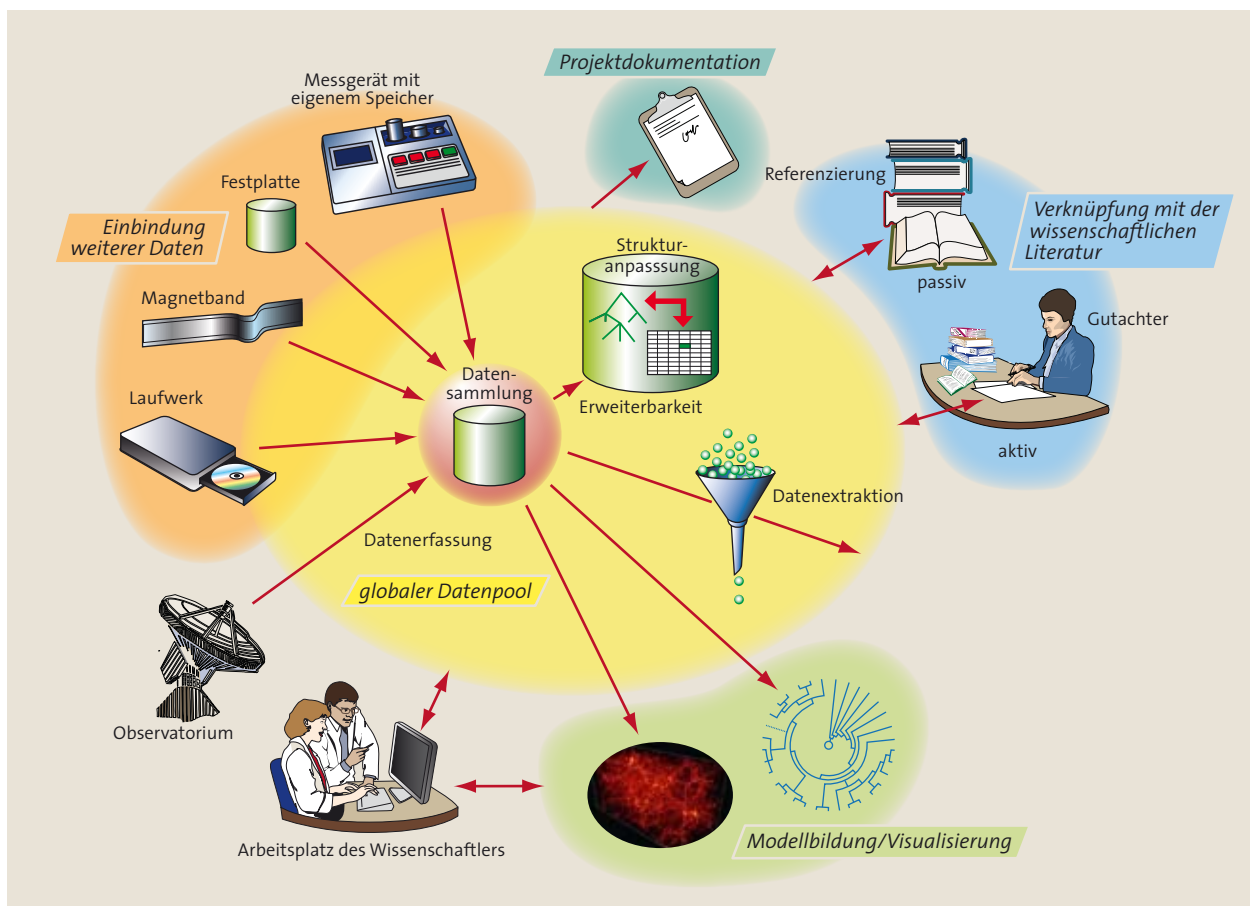 Projektdokumentation
Messgerät mit
eigenem Speicher
Festplatte
Einbindung
weiterer Daten
Magnetband
Laufwerk
Referenzierung
Verknüpfung mit der
wissenschaftlichen
Literatur
passiv
Gutachter
aktiv
Struktur-
anpasssung
Erweiterbarkeit
Daten-
sammlung
Datenextraktion
Datenerfassung
globaler Datenpool
Observatorium
Arbeitsplatz des Wissenschaftlers
Modellbildung/Visualisierung